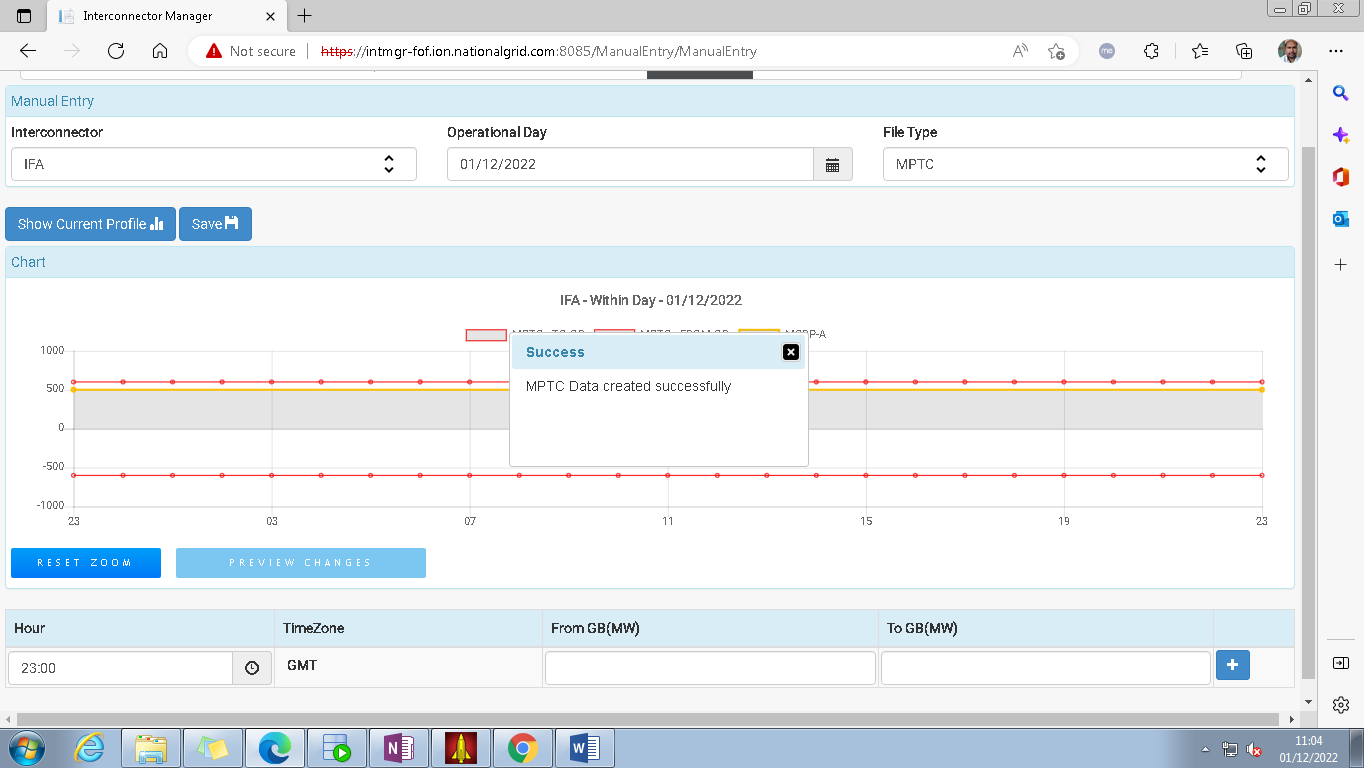 Interconnector Manager
Not secure
https://intmgr-fof.ion.nationalgrid.com:8085/ManualEntry/ManualEntry
Manual Entry
Interconnector
Operational Day
File Type
IFA
01/12/2022
MPTC
Show Current Profile
Save
Chart
IFA - Within Day - 01/12/2022
Success
MPTC Data created successfully
1000
500
0
-500
-1000
23
03
07
11
15
19
23
RESET ZOOM
PREVIEW CHANGES
Hour
TimeZone
From GB(MW)
To GB(MW)
23:00
GMT
11:04
01/12/2022